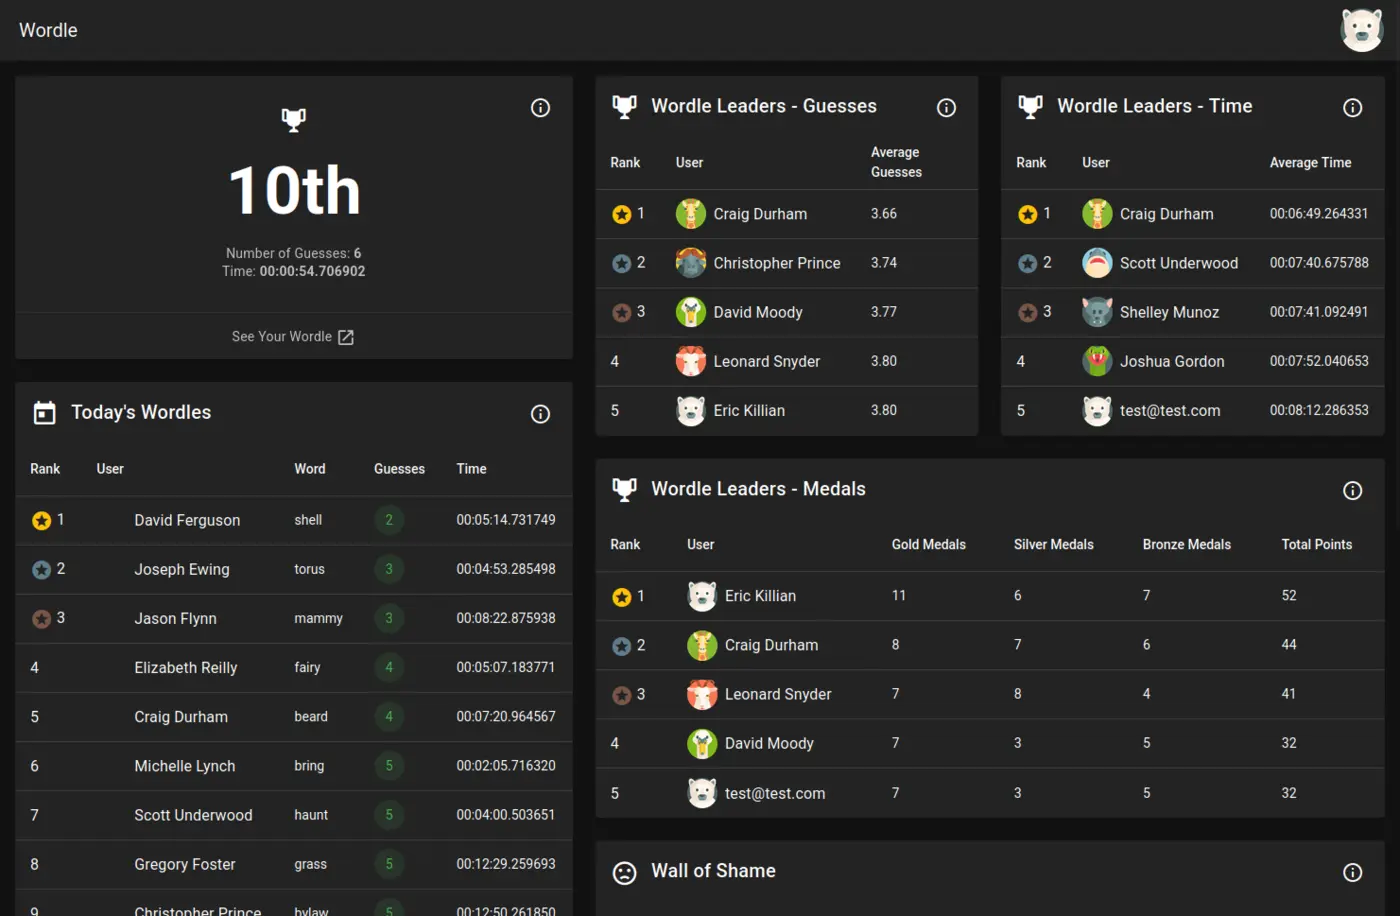 Wordle
10th
Number of Guesses: 6
Time: 00:00:54.706902
See Your Wordle
Today's Wordles
Rank User Word Guesses Time
1 David Ferguson shell 2 00:05:14.731749
2 Joseph Ewing torus 3 00:04:53.285498
3 Jason Flynn mammy 3 00:08:22.875938
4 Elizabeth Reilly fairy 4 00:05:07.183771
5 Craig Durham beard 4 00:07:20.964567
6 Michelle Lynch bring 5 00:02:05.716320
7 Scott Underwood haunt 5 00:04:00.503651
8 Gregory Foster grass 5 00:12:29.259693
9 Christopher Prince bylaw 5 00:12:50.261850
Wordle Leaders - Guesses
Rank User Average Guesses
1 Craig Durham 3.66
2 Christopher Prince 3.74
3 David Moody 3.77
4 Leonard Snyder 3.80
5 Eric Killian 3.80
Wordle Leaders - Time
Rank User Average Time
1 Craig Durham 00:06:49.264331
2 Scott Underwood 00:07:40.675788
3 Shelley Munoz 00:07:41.092491
4 Joshua Gordon 00:07:52.040653
5 test@test.com 00:08:12.286353
Wordle Leaders - Medals
Rank User Gold Medals Silver Medals Bronze Medals Total Points
1 Eric Killian 11 6 7 52
2 Craig Durham 8 7 6 44
3 Leonard Snyder 7 8 4 41
4 David Moody 7 3 5 32
5 test@test.com 7 3 5 32
Wall of Shame